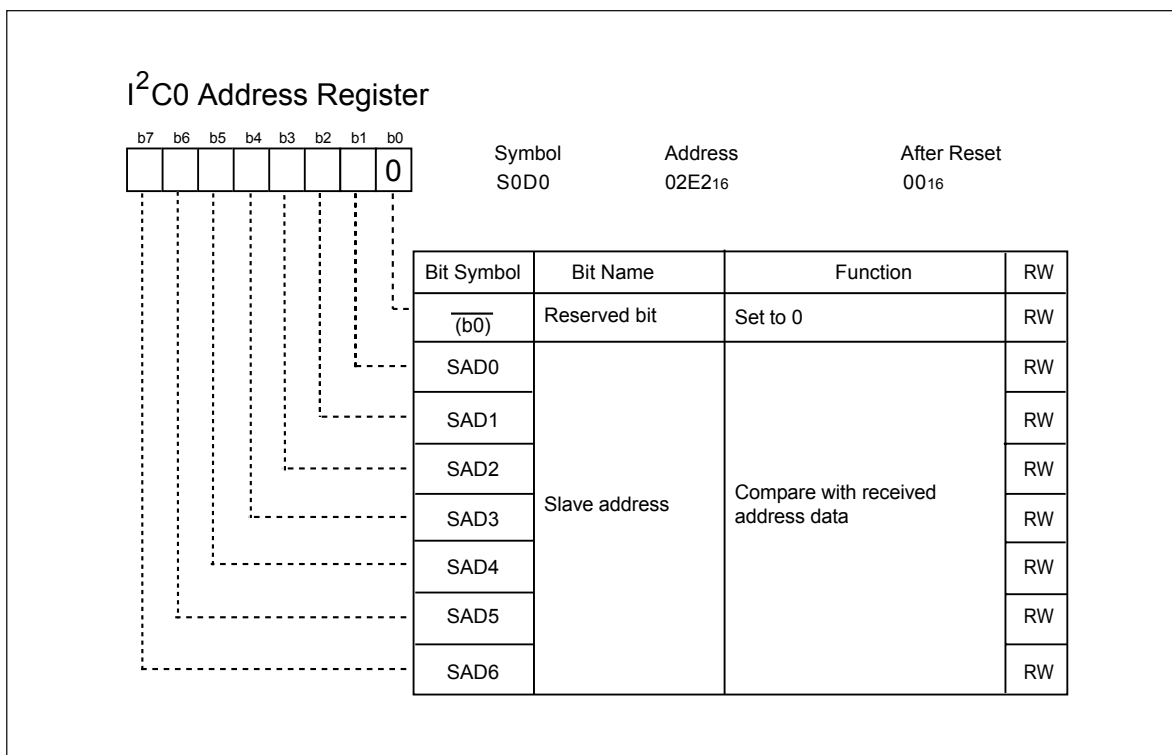 I2C0 Address Register
b7 b6 b5 b4 b3 b2 b1 b0
0
Symbol Address After Reset
S0D0 02E216 0016
Bit Symbol Bit Name Function RW
(b0) Reserved bit Set to 0 RW
SAD0 RW
SAD1 RW
SAD2 RW
Slave address
Compare with received
address data
SAD3 RW
SAD4 RW
SAD5 RW
SAD6 RW